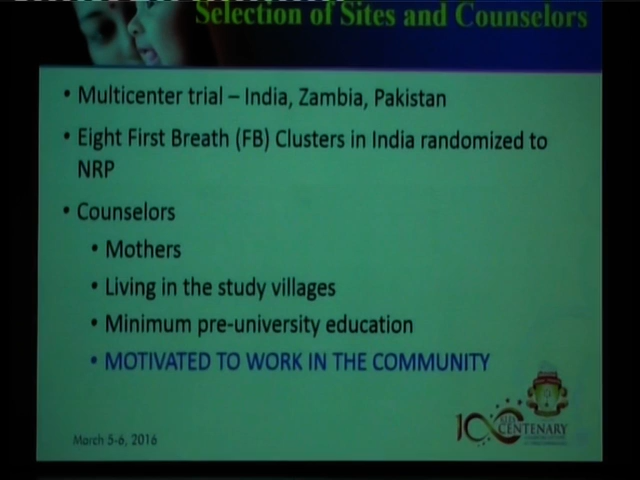 Selection of Sites and Counselors
• Multicenter trial – India, Zambia, Pakistan
• Eight First Breath (FB) Clusters in India randomized to
NRP
• Counselors
• Mothers
• Living in the study villages
• Minimum pre-university education
• MOTIVATED TO WORK IN THE COMMUNITY
March 5-6, 2016
CENTENARY